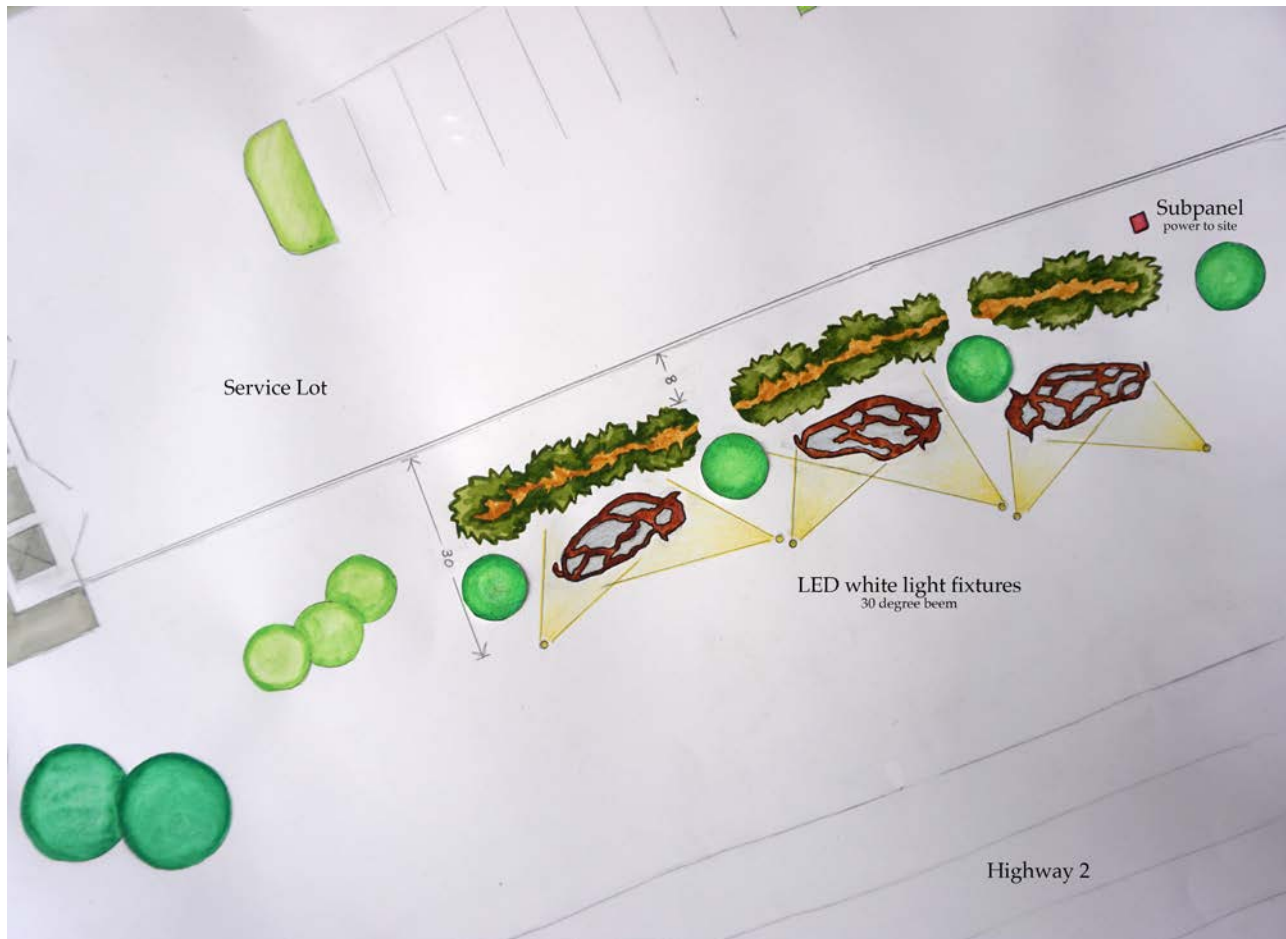 Subpanel
power to site
Service Lot
8
30
LED white light fixtures
30 degree beem
Highway 2